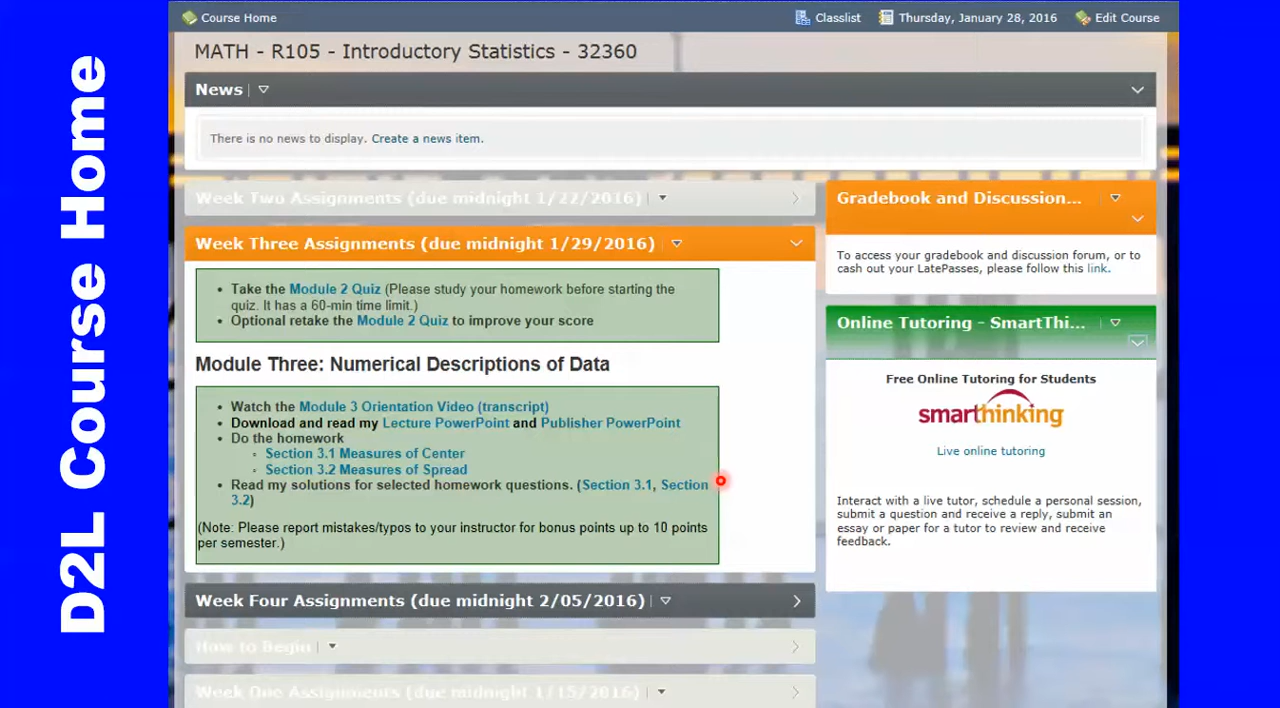 D2L Course Home
Course Home
Classlist
Thursday, January 28, 2016
Edit Course
MATH - R105 - Introductory Statistics - 32360
News
There is no news to display. Create a news item.
Week Two Assignments (due midnight 1/22/2016)
Week Three Assignments (due midnight 1/29/2016)
Take the Module 2 Quiz (Please study your homework before starting the
quiz. It has a 60-min time limit.)
Optional retake the Module 2 Quiz to improve your score
Module Three: Numerical Descriptions of Data
Watch the Module 3 Orientation Video (transcript)
Download and read my Lecture PowerPoint and Publisher PowerPoint
Do the homework
Section 3.1 Measures of Center
Section 3.2 Measures of Spread
Read my solutions for selected homework questions. (Section 3.1, Section
3.2)
(Note: Please report mistakes/typos to your instructor for bonus points up to 10 points
per semester.)
Week Four Assignments (due midnight 2/05/2016)
How to Begin
Week One Assignments (due midnight 1/15/2016)
Gradebook and Discussion...
To access your gradebook and discussion forum, or to
cash out your LatePasses, please follow this link.
Online Tutoring - SmartThi...
Free Online Tutoring for Students
smarthinking
Live online tutoring
Interact with a live tutor, schedule a personal session,
submit a question and receive a reply, submit an
essay or paper for a tutor to review and receive
feedback.